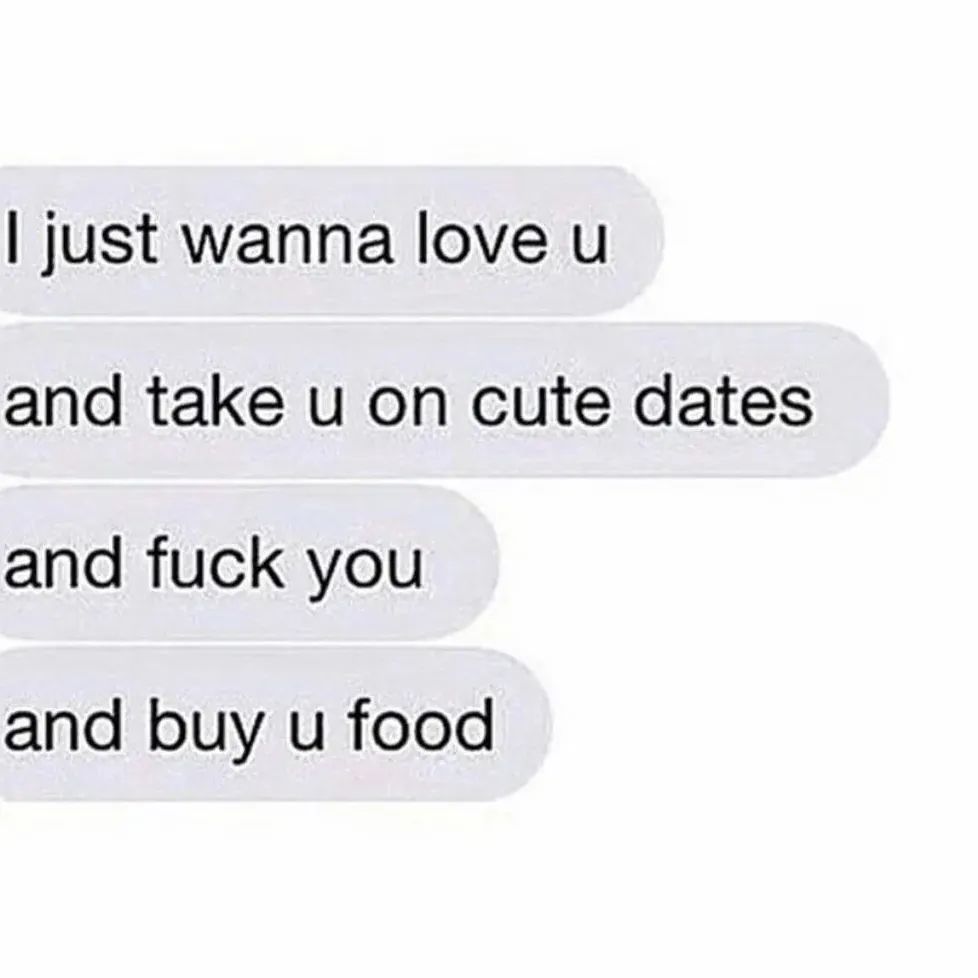 I just wanna love u
and take u on cute dates
and fuck you
and buy u food